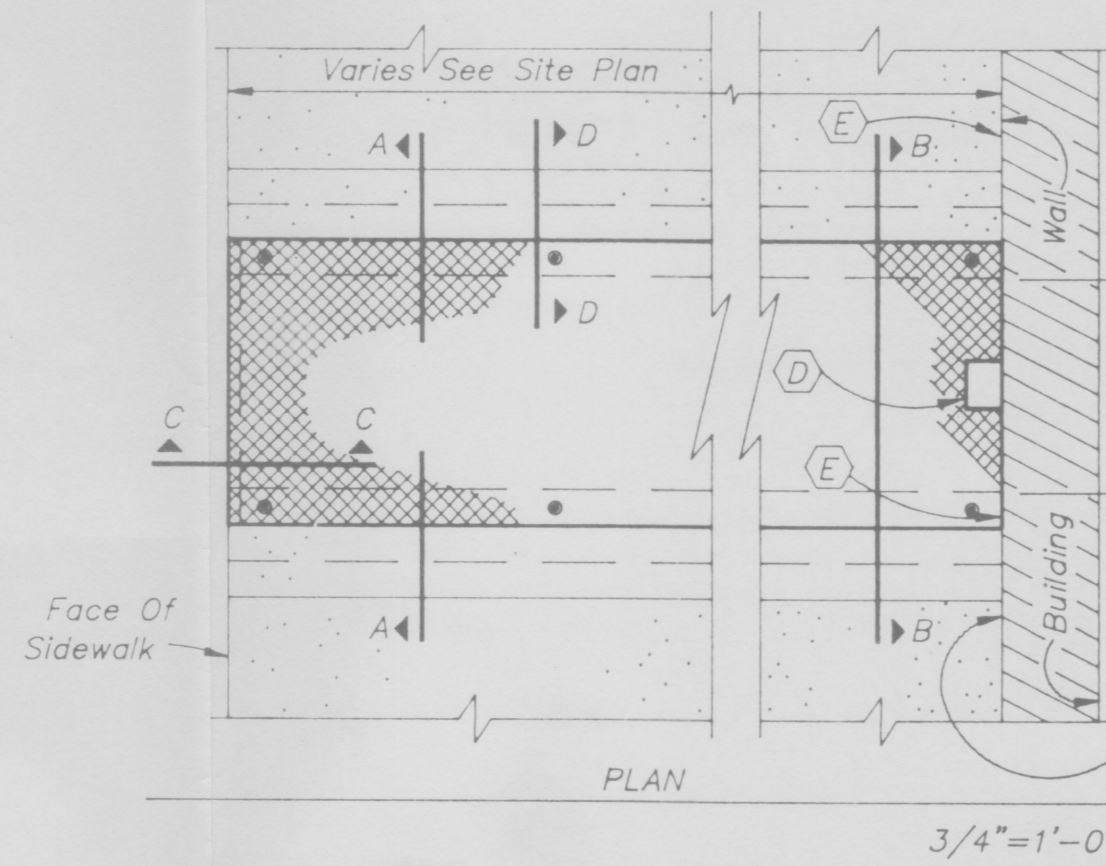 Varies See Site Plan
E
A
D
B
Wall
D
D
C
C
E
Building
Face Of
Sidewalk
A
B
PLAN
3/4"=1'-0